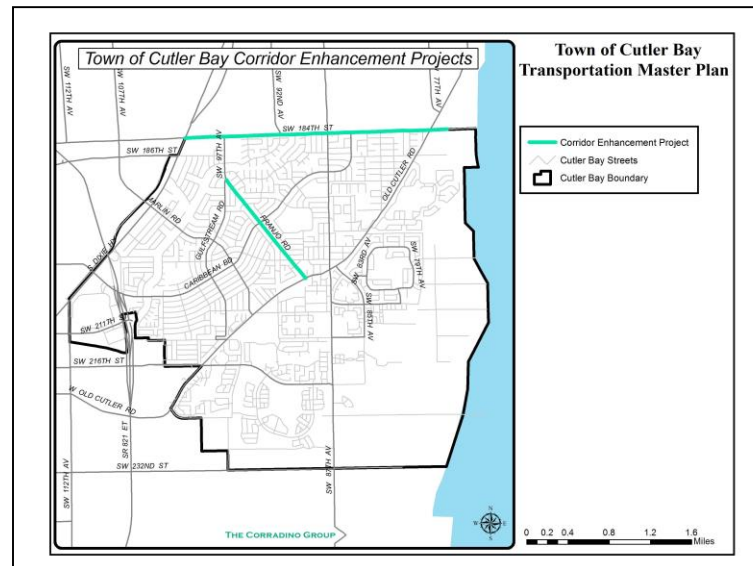 Town of Cutler Bay Corridor Enhancement Projects
Town of Cutler Bay
Transportation Master Plan
Corridor Enhancement Project
Cutler Bay Streets
Cutler Bay Boundary
SW 112TH AV
SW 107TH AV
SW 92ND AV
77TH AV
SW 184TH ST
SW 186TH ST
SW 97TH AV
OLD CUTLER RD
MARLIN RD
GULFSTREAM RD
FRANJO RD
S DIXIE HY
CARIBBEAN BD
SW 83RD AV
SW 79TH AV
SW 85TH AV
SW 211TH ST
SW 216TH ST
W OLD CUTLER RD
SR 821 ET
SW 112TH AV
SW 232ND ST
SW 87TH AV
THE CORRADINO GROUP
N
W
E
S
0 0.2 0.4 0.8 1.2 1.6
Miles